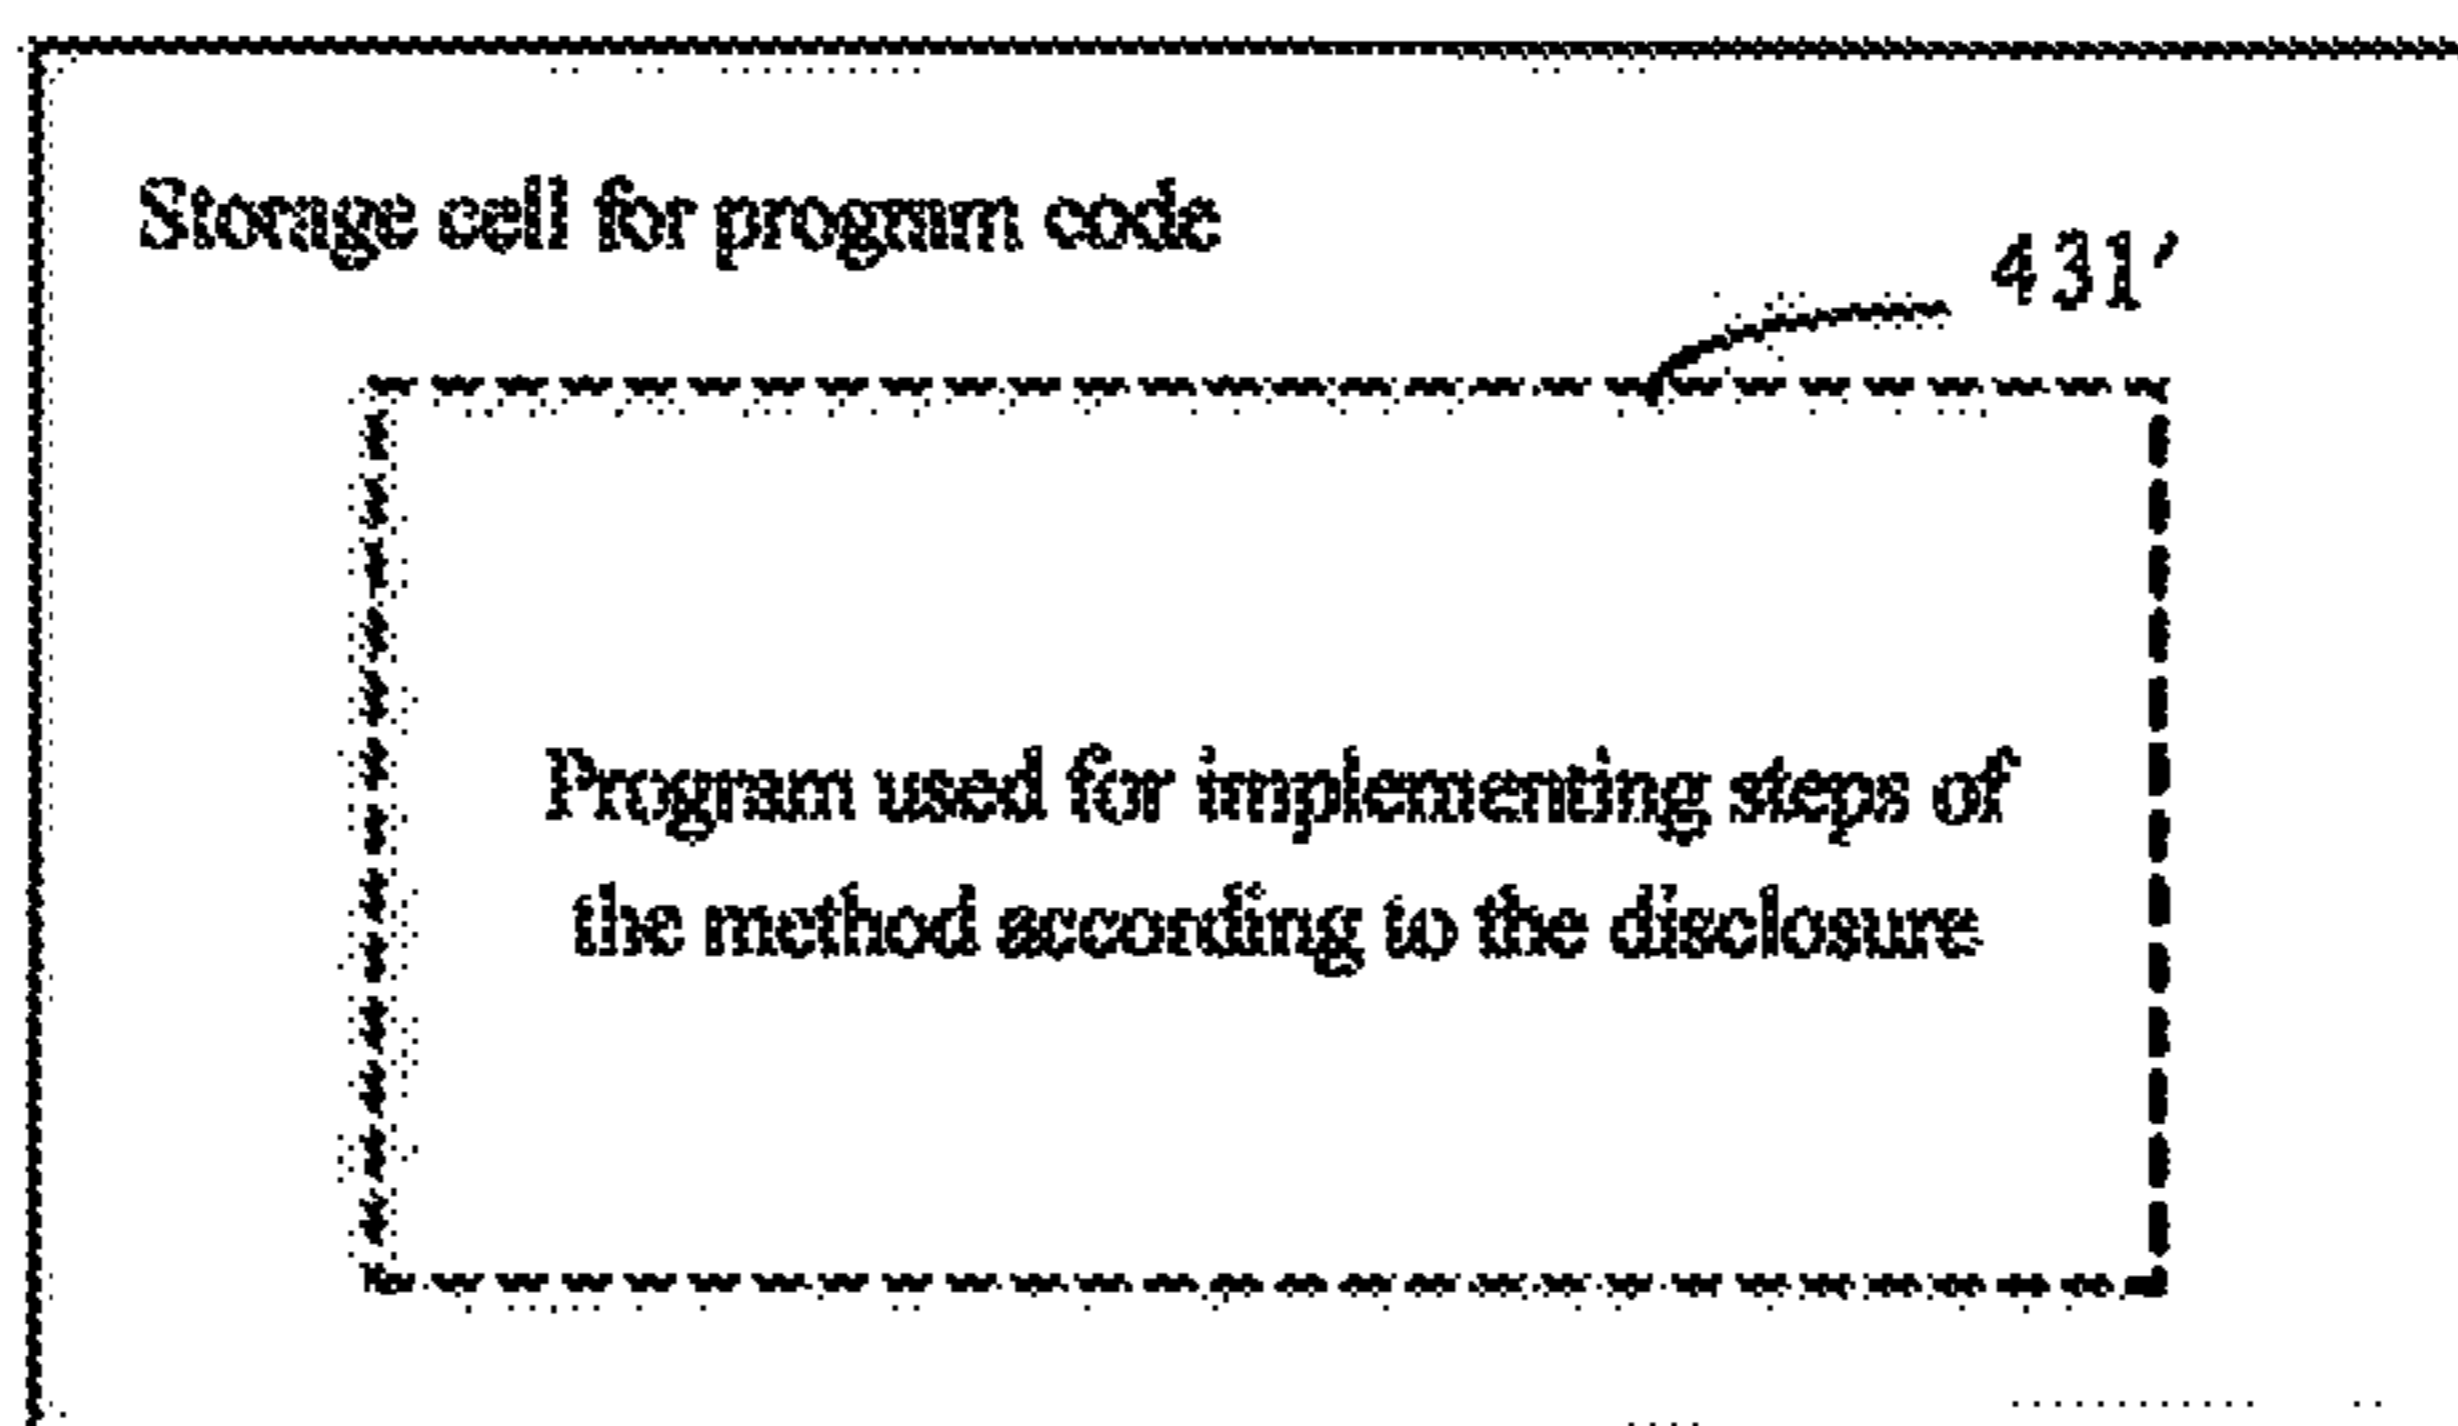 Storage cell for program code
431′
Program used for implementing steps of
the method according to the disclosure